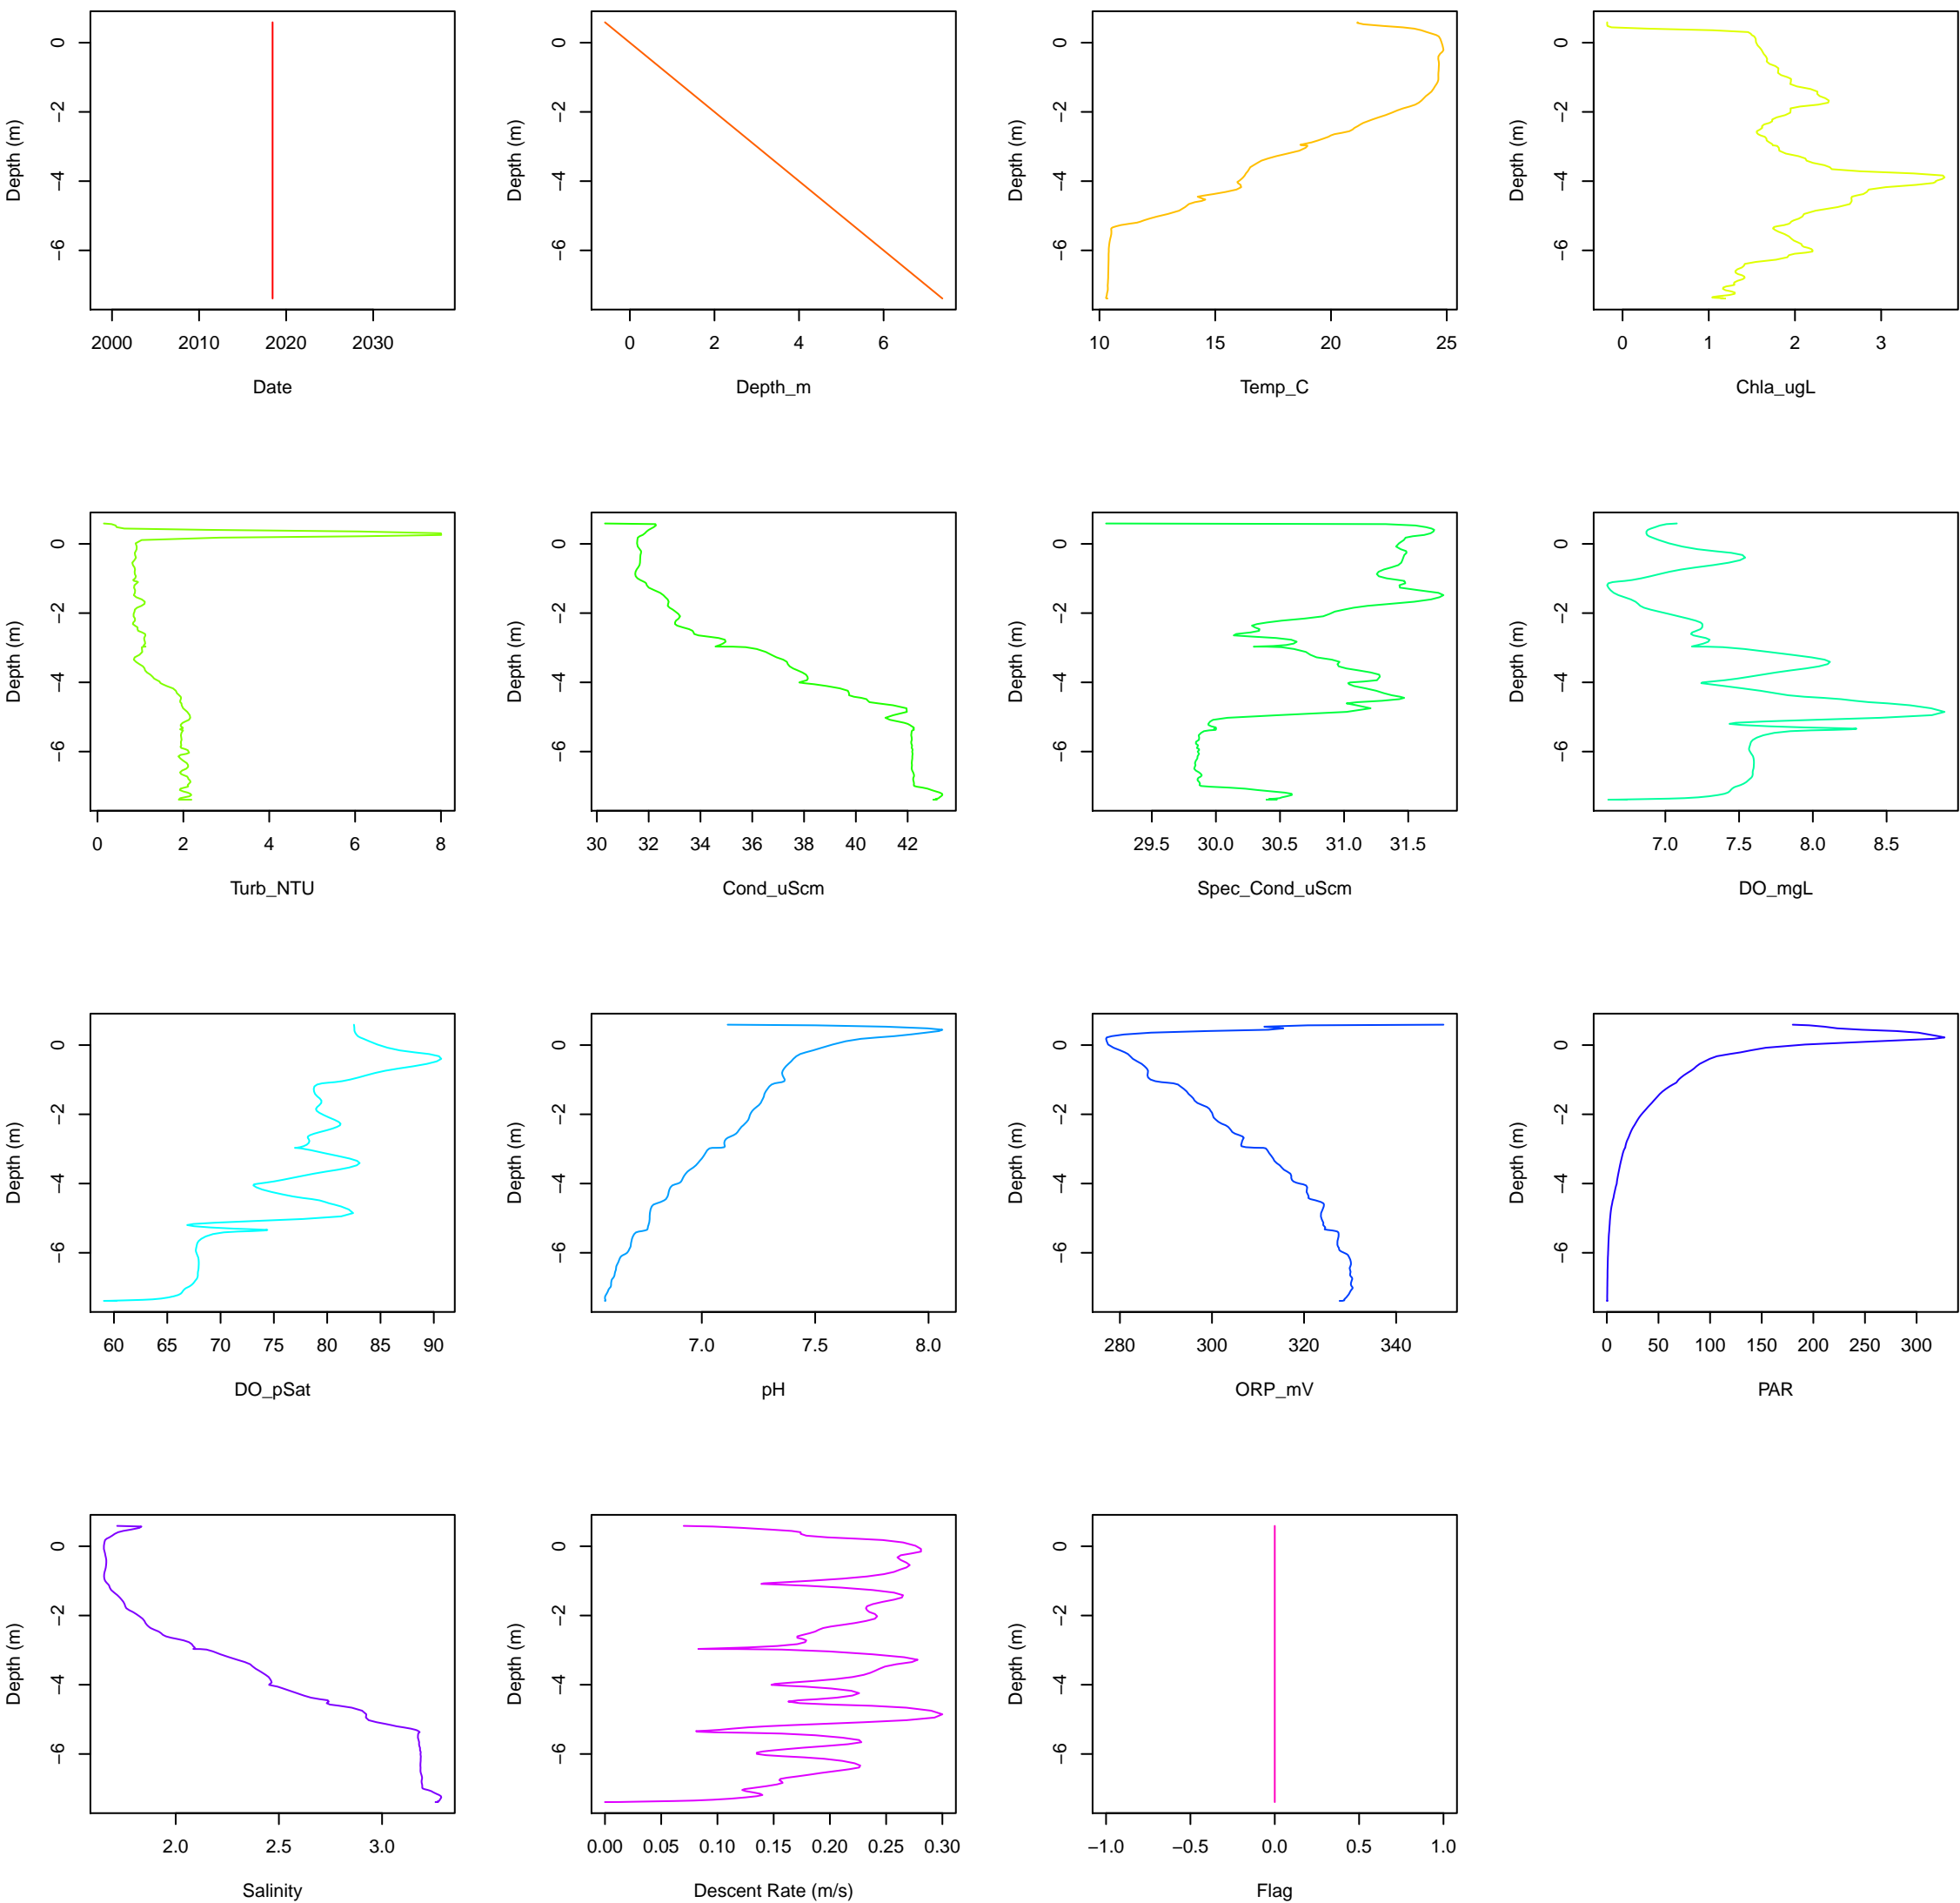 Depth (m)
0
−2
−4
−6
2000 2010 2020 2030
Date
Depth (m)
0
−2
−4
−6
0 2 4 6
Depth_m
Depth (m)
0
−2
−4
−6
10 15 20 25
Temp_C
Depth (m)
0
−2
−4
−6
0 1 2 3
Chla_ugL
Depth (m)
0
−2
−4
−6
0 2 4 6 8
Turb_NTU
Depth (m)
0
−2
−4
−6
30 32 34 36 38 40 42
Cond_uScm
Depth (m)
0
−2
−4
−6
29.5 30.0 30.5 31.0 31.5
Spec_Cond_uScm
Depth (m)
0
−2
−4
−6
7.0 7.5 8.0 8.5
DO_mgL
Depth (m)
0
−2
−4
−6
60 65 70 75 80 85 90
DO_pSat
Depth (m)
0
−2
−4
−6
7.0 7.5 8.0
pH
Depth (m)
0
−2
−4
−6
280 300 320 340
ORP_mV
Depth (m)
0
−2
−4
−6
0 50 100 150 200 250 300
PAR
Depth (m)
0
−2
−4
−6
2.0 2.5 3.0
Salinity
Depth (m)
0
−2
−4
−6
0.00 0.05 0.10 0.15 0.20 0.25 0.30
Descent Rate (m/s)
Depth (m)
0
−2
−4
−6
−1.0 −0.5 0.0 0.5 1.0
Flag